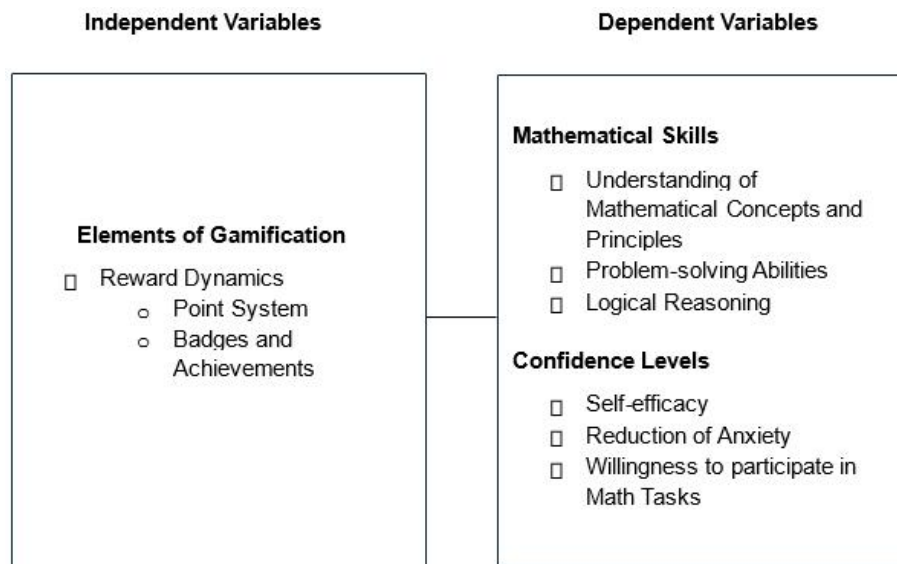 Independent Variables
Dependent Variables
Elements of Gamification
Reward Dynamics
o Point System
o Badges and
Achievements
Mathematical Skills
Understanding of
Mathematical Concepts and
Principles
Problem-solving Abilities
Logical Reasoning
Confidence Levels
Self-efficacy
Reduction of Anxiety
Willingness to participate in
Math Tasks